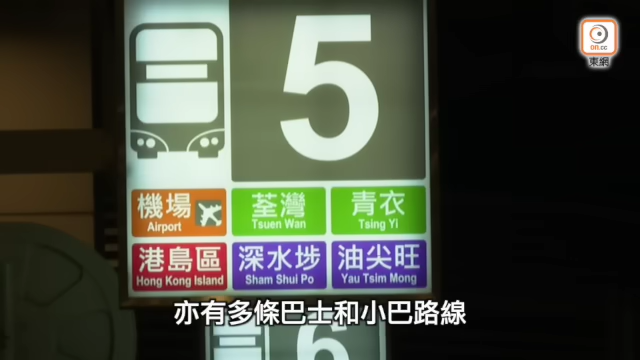 5
機場 荃灣 青衣
Airport Tsuen Wan Tsing Yi
港島區 深水埗 油尖旺
Hong Kong Island Sham Shui Po Yau Tsim Mong
亦有多條巴士和小巴路線
6
on.cc
東網